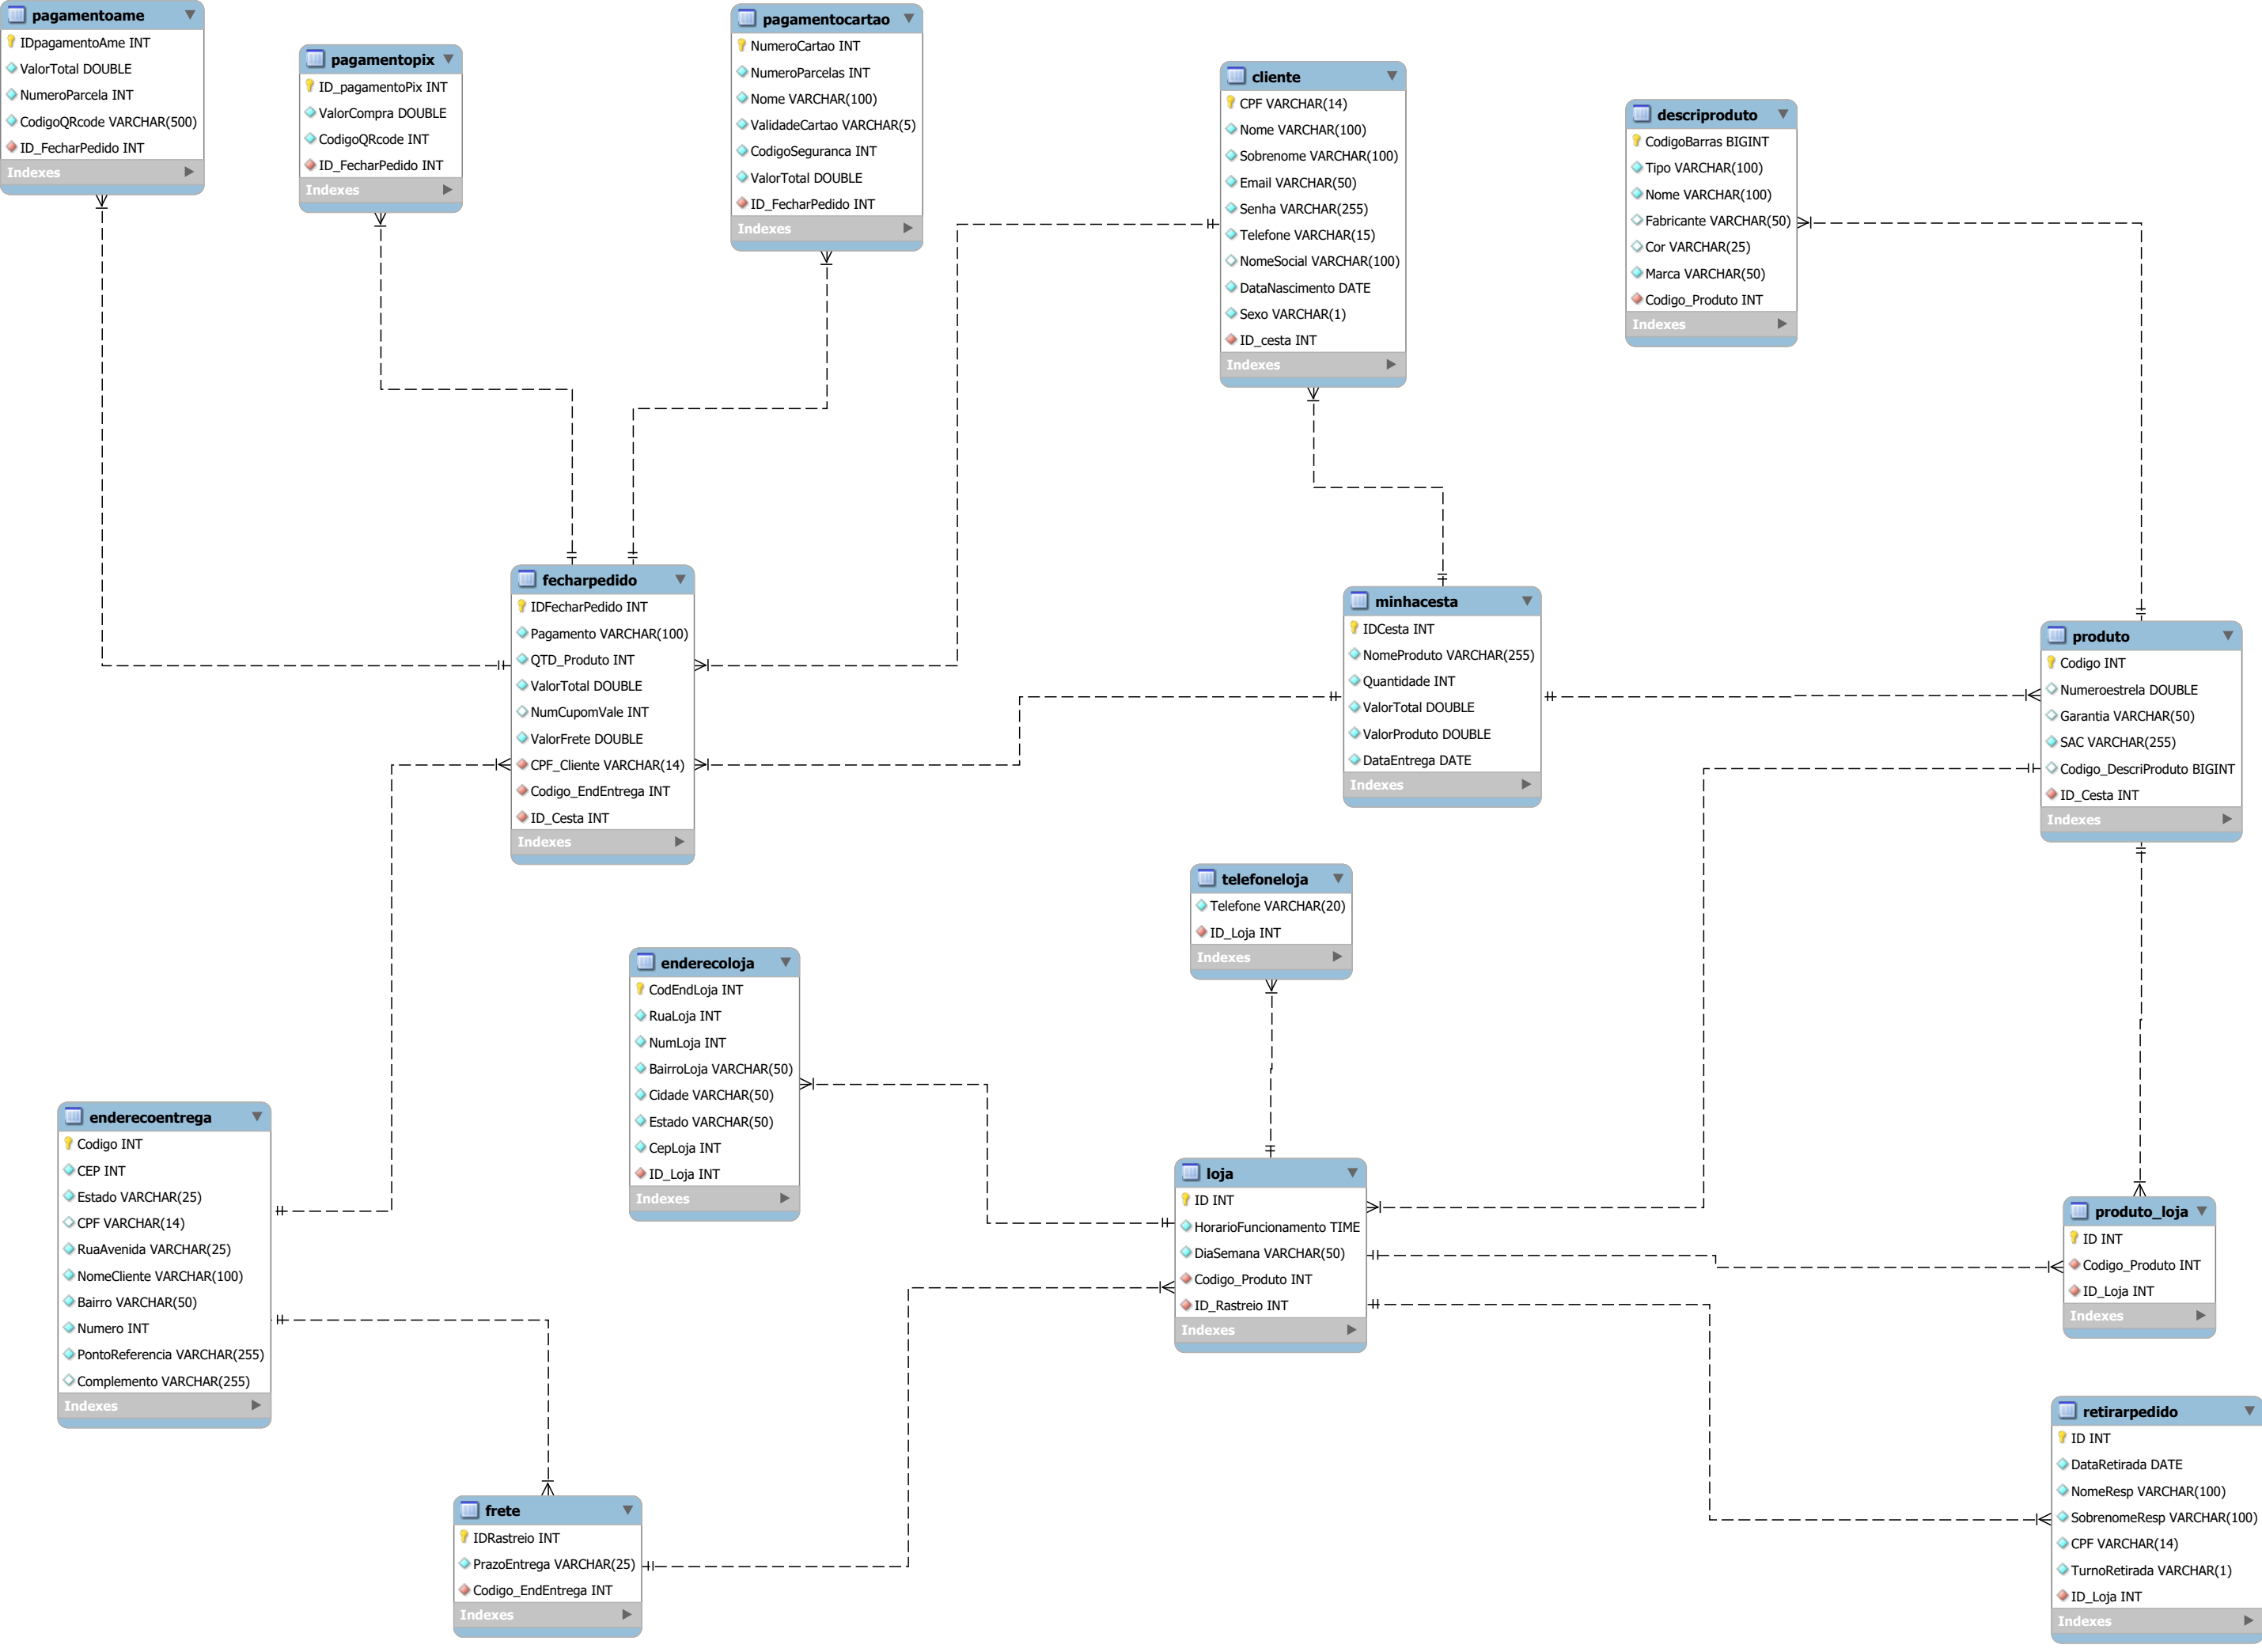 pagamentoame
IDpagamentoAme INT
ValorTotal DOUBLE
NumeroParcela INT
CodigoQRcode VARCHAR(500)
ID_FecharPedido INT
Indexes
pagamentopix
ID_pagamentoPix INT
ValorCompra DOUBLE
CodigoQRcode INT
ID_FecharPedido INT
Indexes
pagamentocartao
NumeroCartao INT
NumeroParcelas INT
Nome VARCHAR(100)
ValidadeCartao VARCHAR(5)
CodigoSeguranca INT
ValorTotal DOUBLE
ID_FecharPedido INT
Indexes
cliente
CPF VARCHAR(14)
Nome VARCHAR(100)
Sobrenome VARCHAR(100)
Email VARCHAR(50)
Senha VARCHAR(255)
Telefone VARCHAR(15)
NomeSocial VARCHAR(100)
DataNascimento DATE
Sexo VARCHAR(1)
ID_cesta INT
Indexes
descriproduto
CodigoBarras BIGINT
Tipo VARCHAR(100)
Nome VARCHAR(100)
Fabricante VARCHAR(50)
Cor VARCHAR(25)
Marca VARCHAR(50)
Codigo_Produto INT
Indexes
fecharpedido
IDFecharPedido INT
Pagamento VARCHAR(100)
QTD_Produto INT
ValorTotal DOUBLE
NumCupomVale INT
ValorFrete DOUBLE
CPF_Cliente VARCHAR(14)
Codigo_EndEntrega INT
ID_Cesta INT
Indexes
minhacesta
IDCesta INT
NomeProduto VARCHAR(255)
Quantidade INT
ValorTotal DOUBLE
ValorProduto DOUBLE
DataEntrega DATE
Indexes
produto
Codigo INT
Numeroestrela DOUBLE
Garantia VARCHAR(50)
SAC VARCHAR(255)
Codigo_DescriProduto BIGINT
ID_Cesta INT
Indexes
telefoneloja
Telefone VARCHAR(20)
ID_Loja INT
Indexes
enderecoloja
CodEndLoja INT
RuaLoja INT
NumLoja INT
BairroLoja VARCHAR(50)
Cidade VARCHAR(50)
Estado VARCHAR(50)
CepLoja INT
ID_Loja INT
Indexes
enderecoentrega
Codigo INT
CEP INT
Estado VARCHAR(25)
CPF VARCHAR(14)
RuaAvenida VARCHAR(25)
NomeCliente VARCHAR(100)
Bairro VARCHAR(50)
Numero INT
PontoReferencia VARCHAR(255)
Complemento VARCHAR(255)
Indexes
loja
ID INT
HorarioFuncionamento TIME
DiaSemana VARCHAR(50)
Codigo_Produto INT
ID_Rastreio INT
Indexes
produto_loja
ID INT
Codigo_Produto INT
ID_Loja INT
Indexes
retirarpedido
ID INT
DataRetirada DATE
NomeResp VARCHAR(100)
SobrenomeResp VARCHAR(100)
CPF VARCHAR(14)
TurnoRetirada VARCHAR(1)
ID_Loja INT
Indexes
frete
IDRastreio INT
PrazoEntrega VARCHAR(25)
Codigo_EndEntrega INT
Indexes